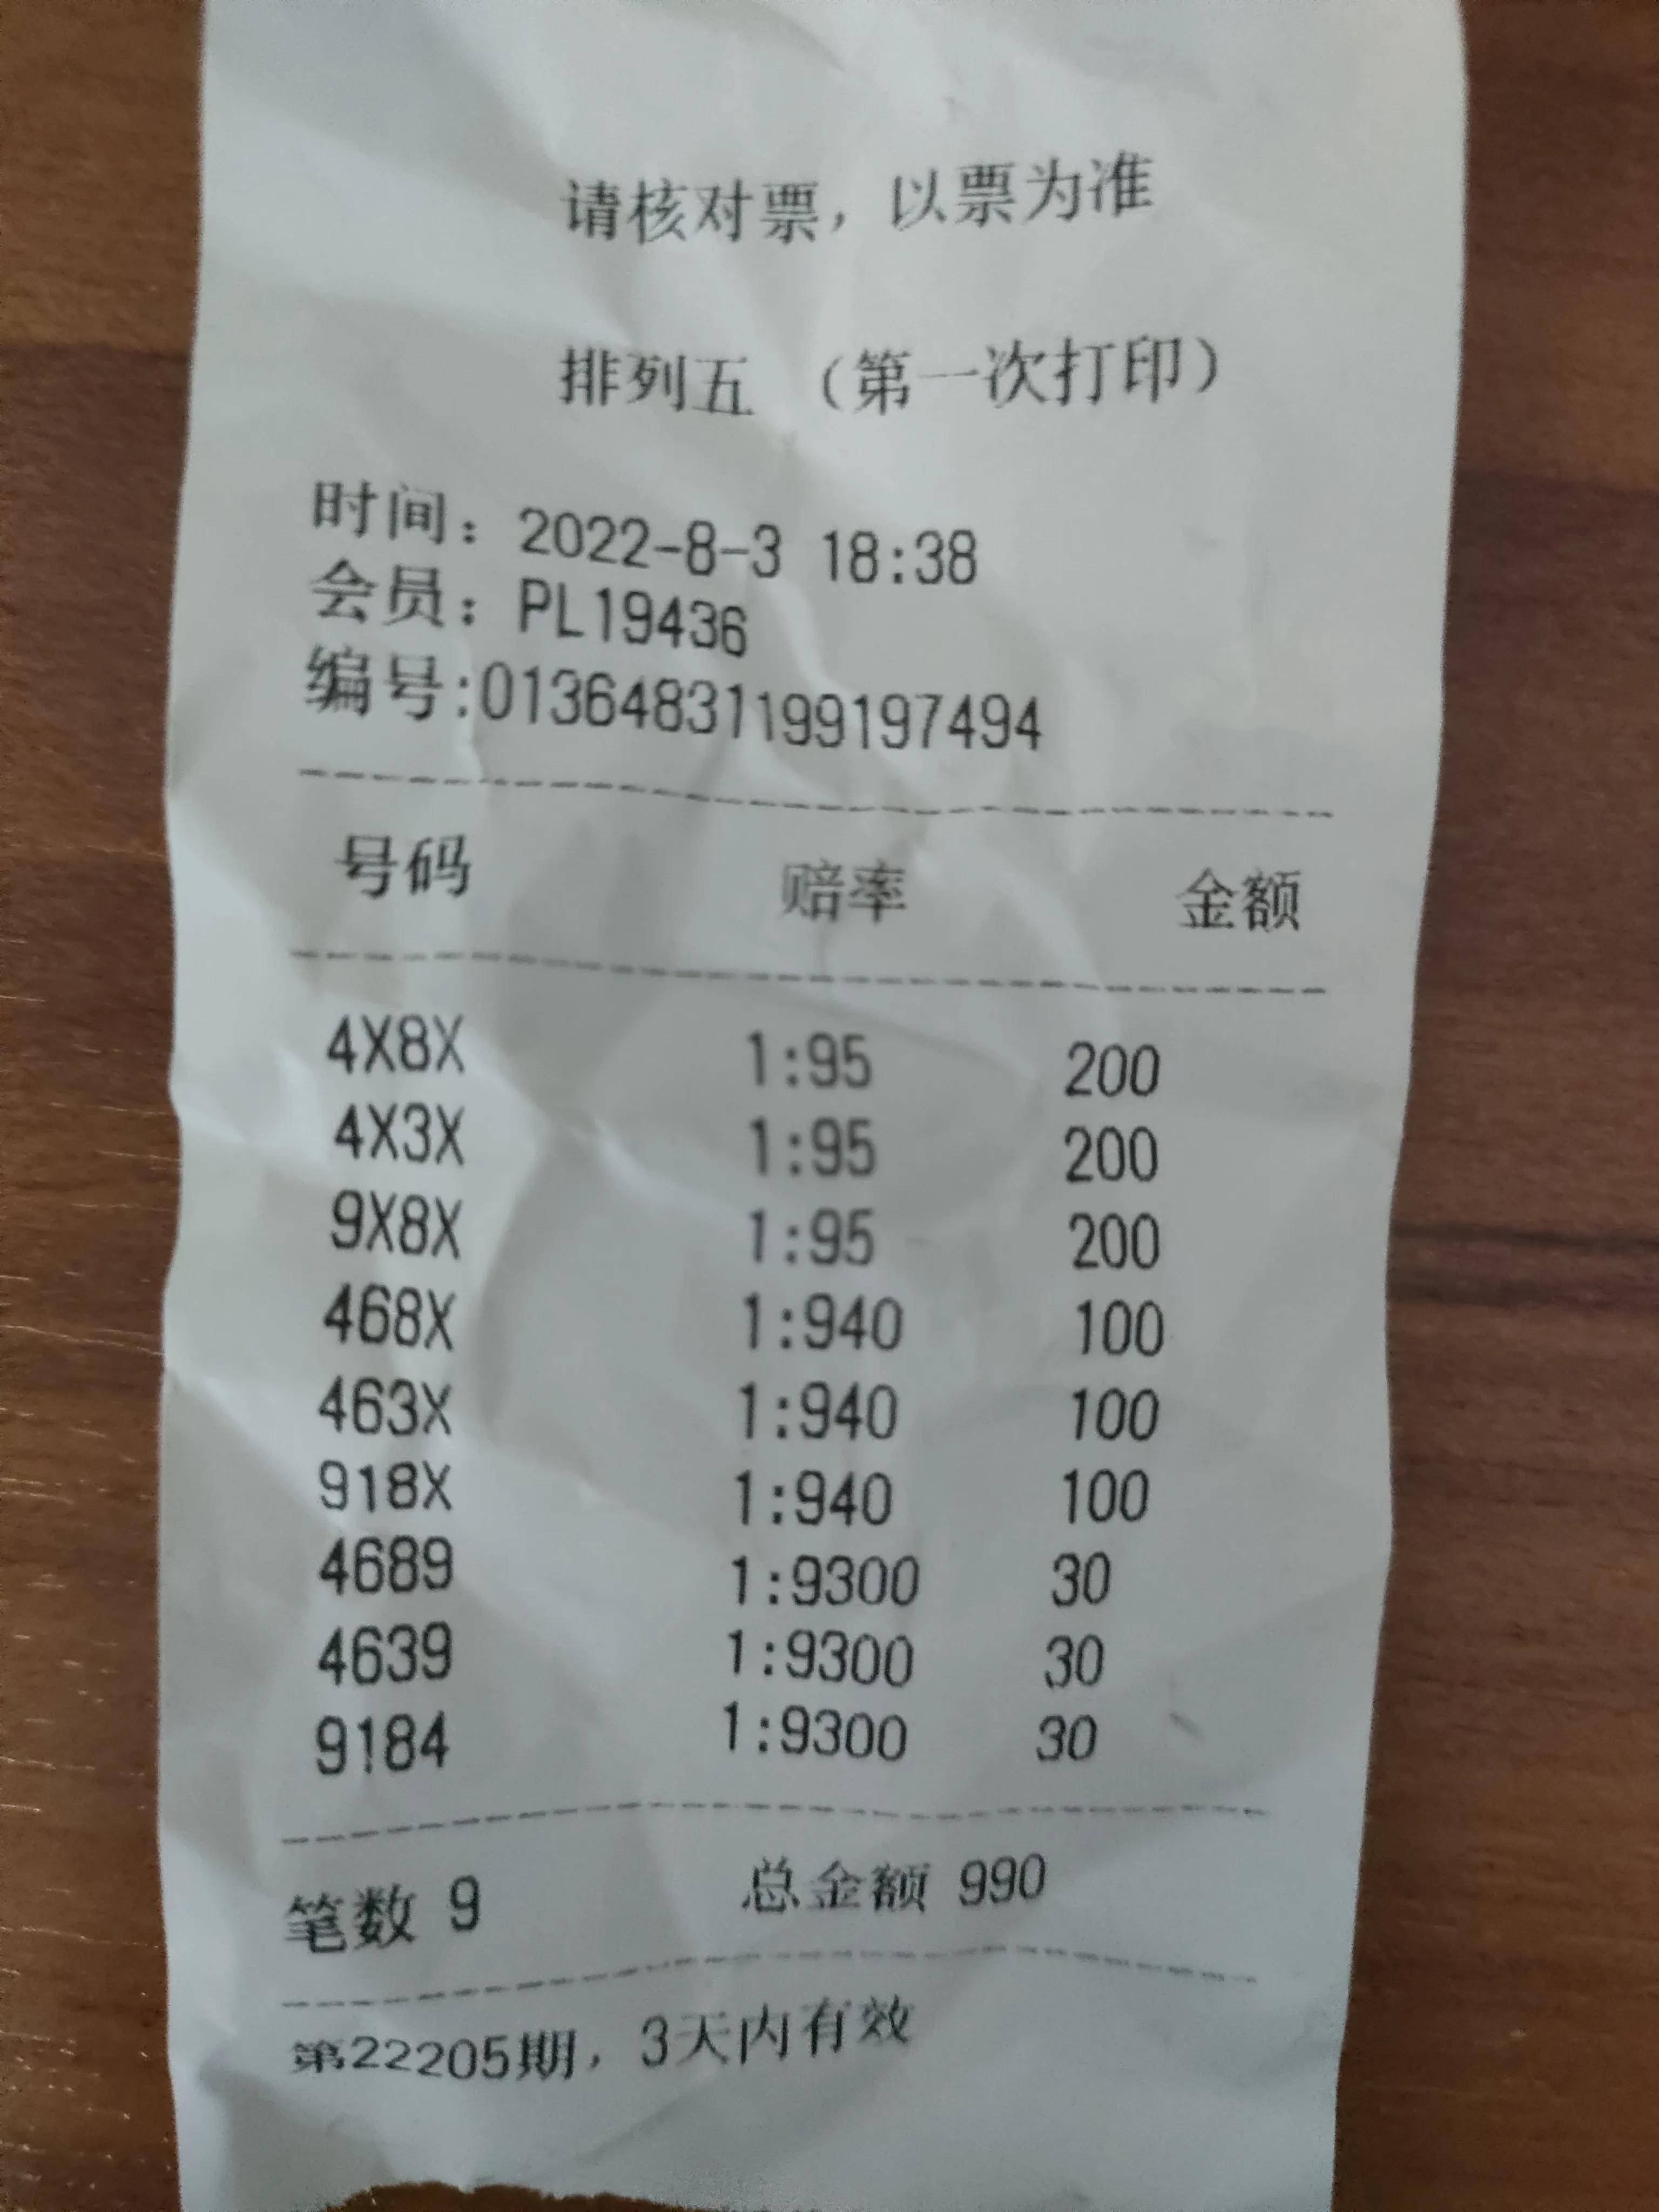 请核对票，以票为准
排列五 （第一次打印）
时间：2022-8-3 18:38
会员：PL19436
编号:01364831199197494
号码 赔率 金额
4X8X 1:95 200
4X3X 1:95 200
9X8X 1:95 200
468X 1:940 100
463X 1:940 100
918X 1:940 100
4689 1:9300 30
4639 1:9300 30
9184 1:9300 30
笔数 9 总金额 990
第22205期，3天内有效